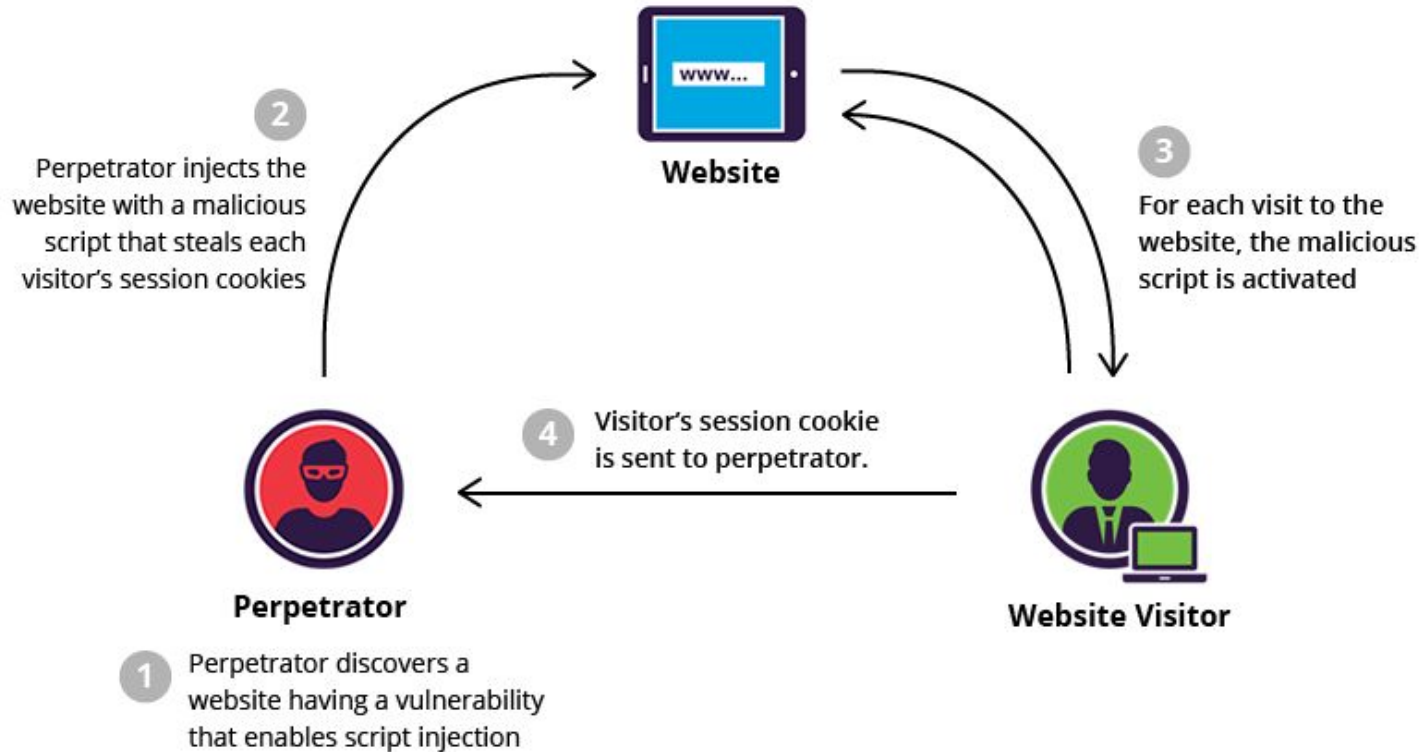 www...
Website
2
Perpetrator injects the
website with a malicious
script that steals each
visitor's session cookies
3
For each visit to the
website, the malicious
script is activated
4
Visitor's session cookie
is sent to perpetrator.
Perpetrator
Website Visitor
1
Perpetrator discovers a
website having a vulnerability
that enables script injection